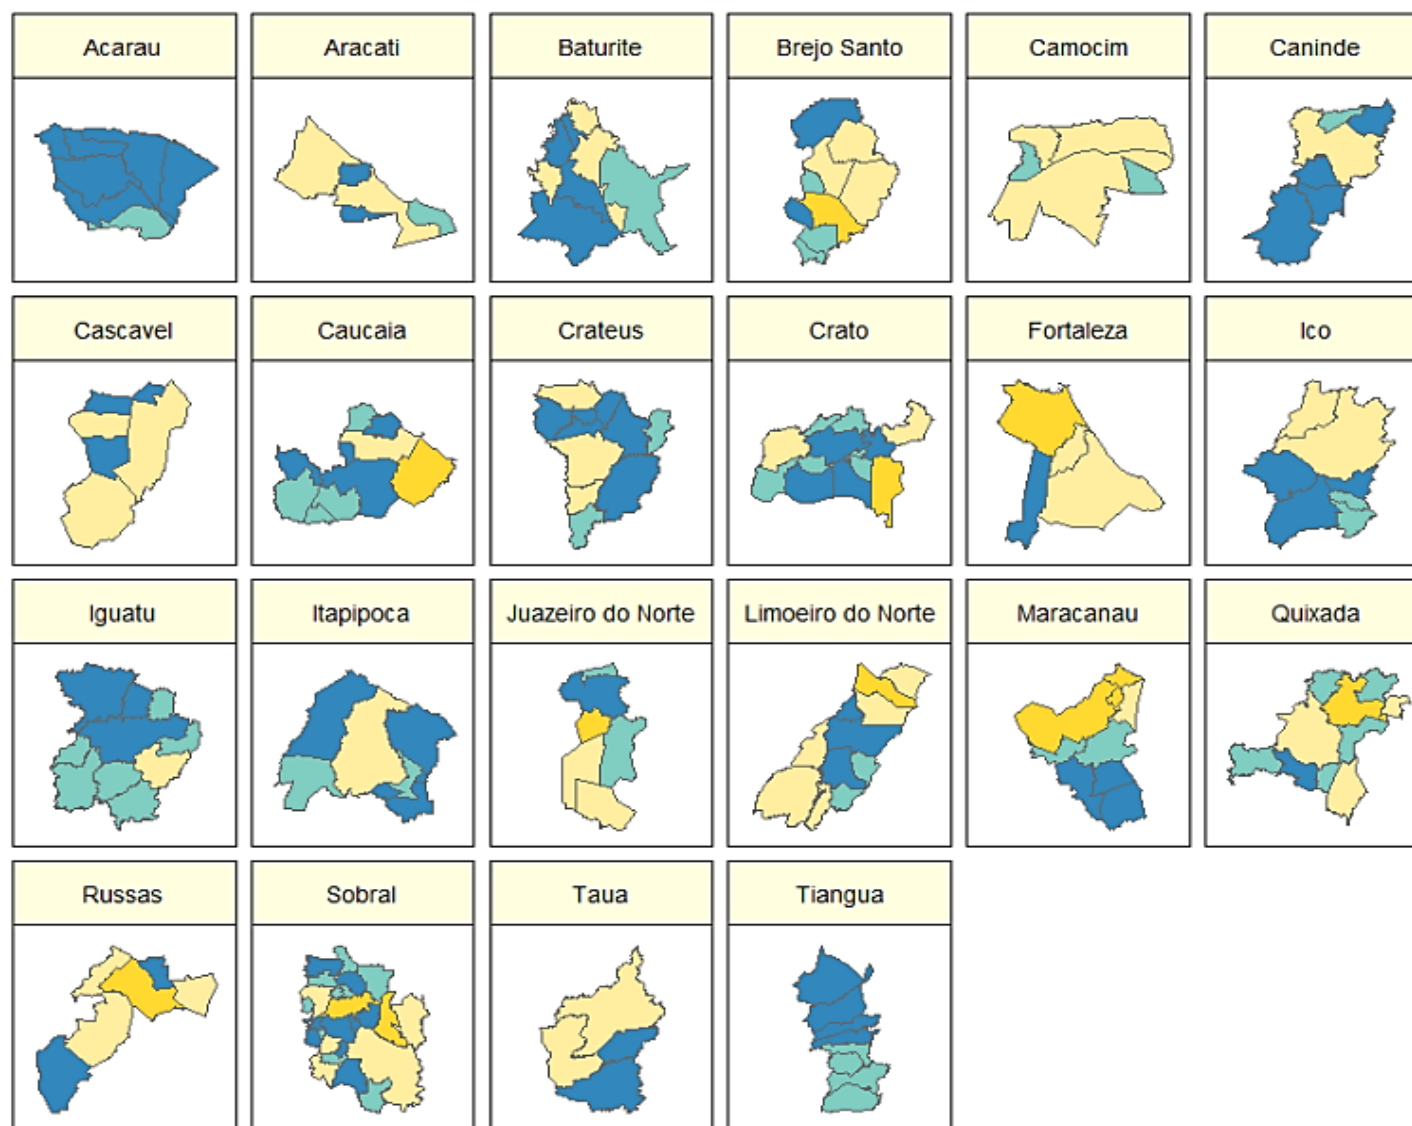 Acarau
Aracati
Baturite
Brejo Santo
Camocim
Caninde
Cascavel
Caucaia
Crateus
Crato
Fortaleza
Ico
Iguatu
Itapipoca
Juazeiro do Norte
Limoeiro do Norte
Maracanau
Quixada
Russas
Sobral
Taua
Tiangua